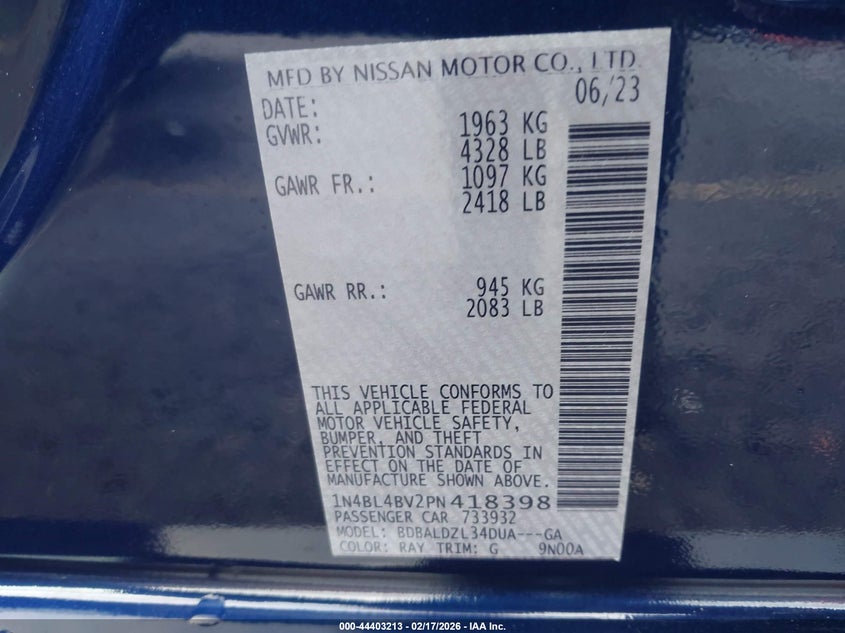 MFD BY NISSAN MOTOR CO., LTD.
DATE: 06,'23
GVWR: 1963 KG
4328 LB
GAWR FR.: 1097 KG
2418 LB
GAWR RR.: 945 KG
2083 LB
THIS VEHICLE CONFORMS TO
ALL APPLICABLE FEDERAL
MOTOR VEHICLE SAFETY,
BUMPER, AND THEFT
PREVENTION STANDARDS IN
EFFECT ON THE DATE OF
MANUFACTURE SHOWN ABOVE.
1N4BL4BV2PN418398
PASSENGER CAR 733932
MODEL: BDBALDZL34DUA---GA
COLOR: RAY TRIM: G 9N00A
000-44403213 - 02/17/2026 - IAA Inc.